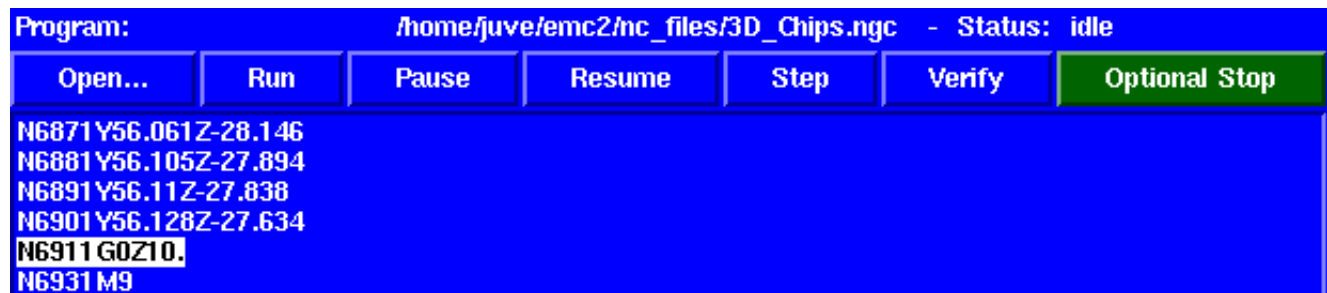 Program: /home/juve/emc2/nc_files/3D_Chips.ngc - Status: idle
Open... Run Pause Resume Step Verify Optional Stop
N6871Y56.061Z-28.146
N6881Y56.105Z-27.894
N6891Y56.11Z-27.838
N6901Y56.128Z-27.634
N6911G0Z10.
N6931M9